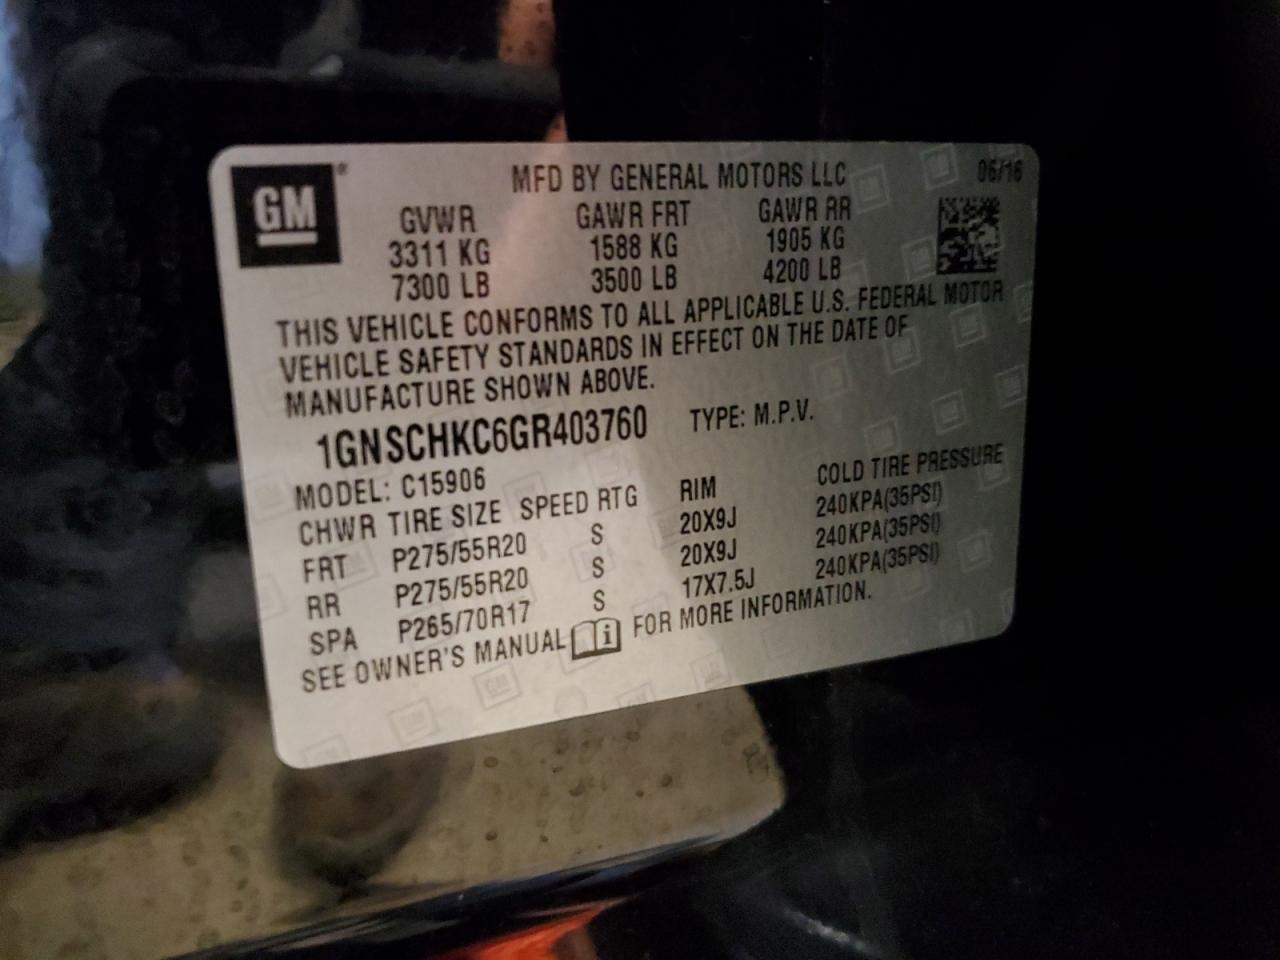 GM®
MFD BY GENERAL MOTORS LLC 06/16
GVWR GAWR FRT GAWR RR
3311 KG 1588 KG 1905 KG
7300 LB 3500 LB 4200 LB
THIS VEHICLE CONFORMS TO ALL APPLICABLE U.S. FEDERAL MOTOR
VEHICLE SAFETY STANDARDS IN EFFECT ON THE DATE OF
MANUFACTURE SHOWN ABOVE.
1GNSCHKC6GR403760 TYPE: M.P.V.
MODEL: C15906
CHWR TIRE SIZE SPEED RTG RIM COLD TIRE PRESSURE
FRT P275/55R20 S 20X9J 240KPA(35PSI)
RR P275/55R20 S 20X9J 240KPA(35PSI)
SPA P265/70R17 S 17X7.5J 240KPA(35PSI)
SEE OWNER'S MANUAL i FOR MORE INFORMATION.